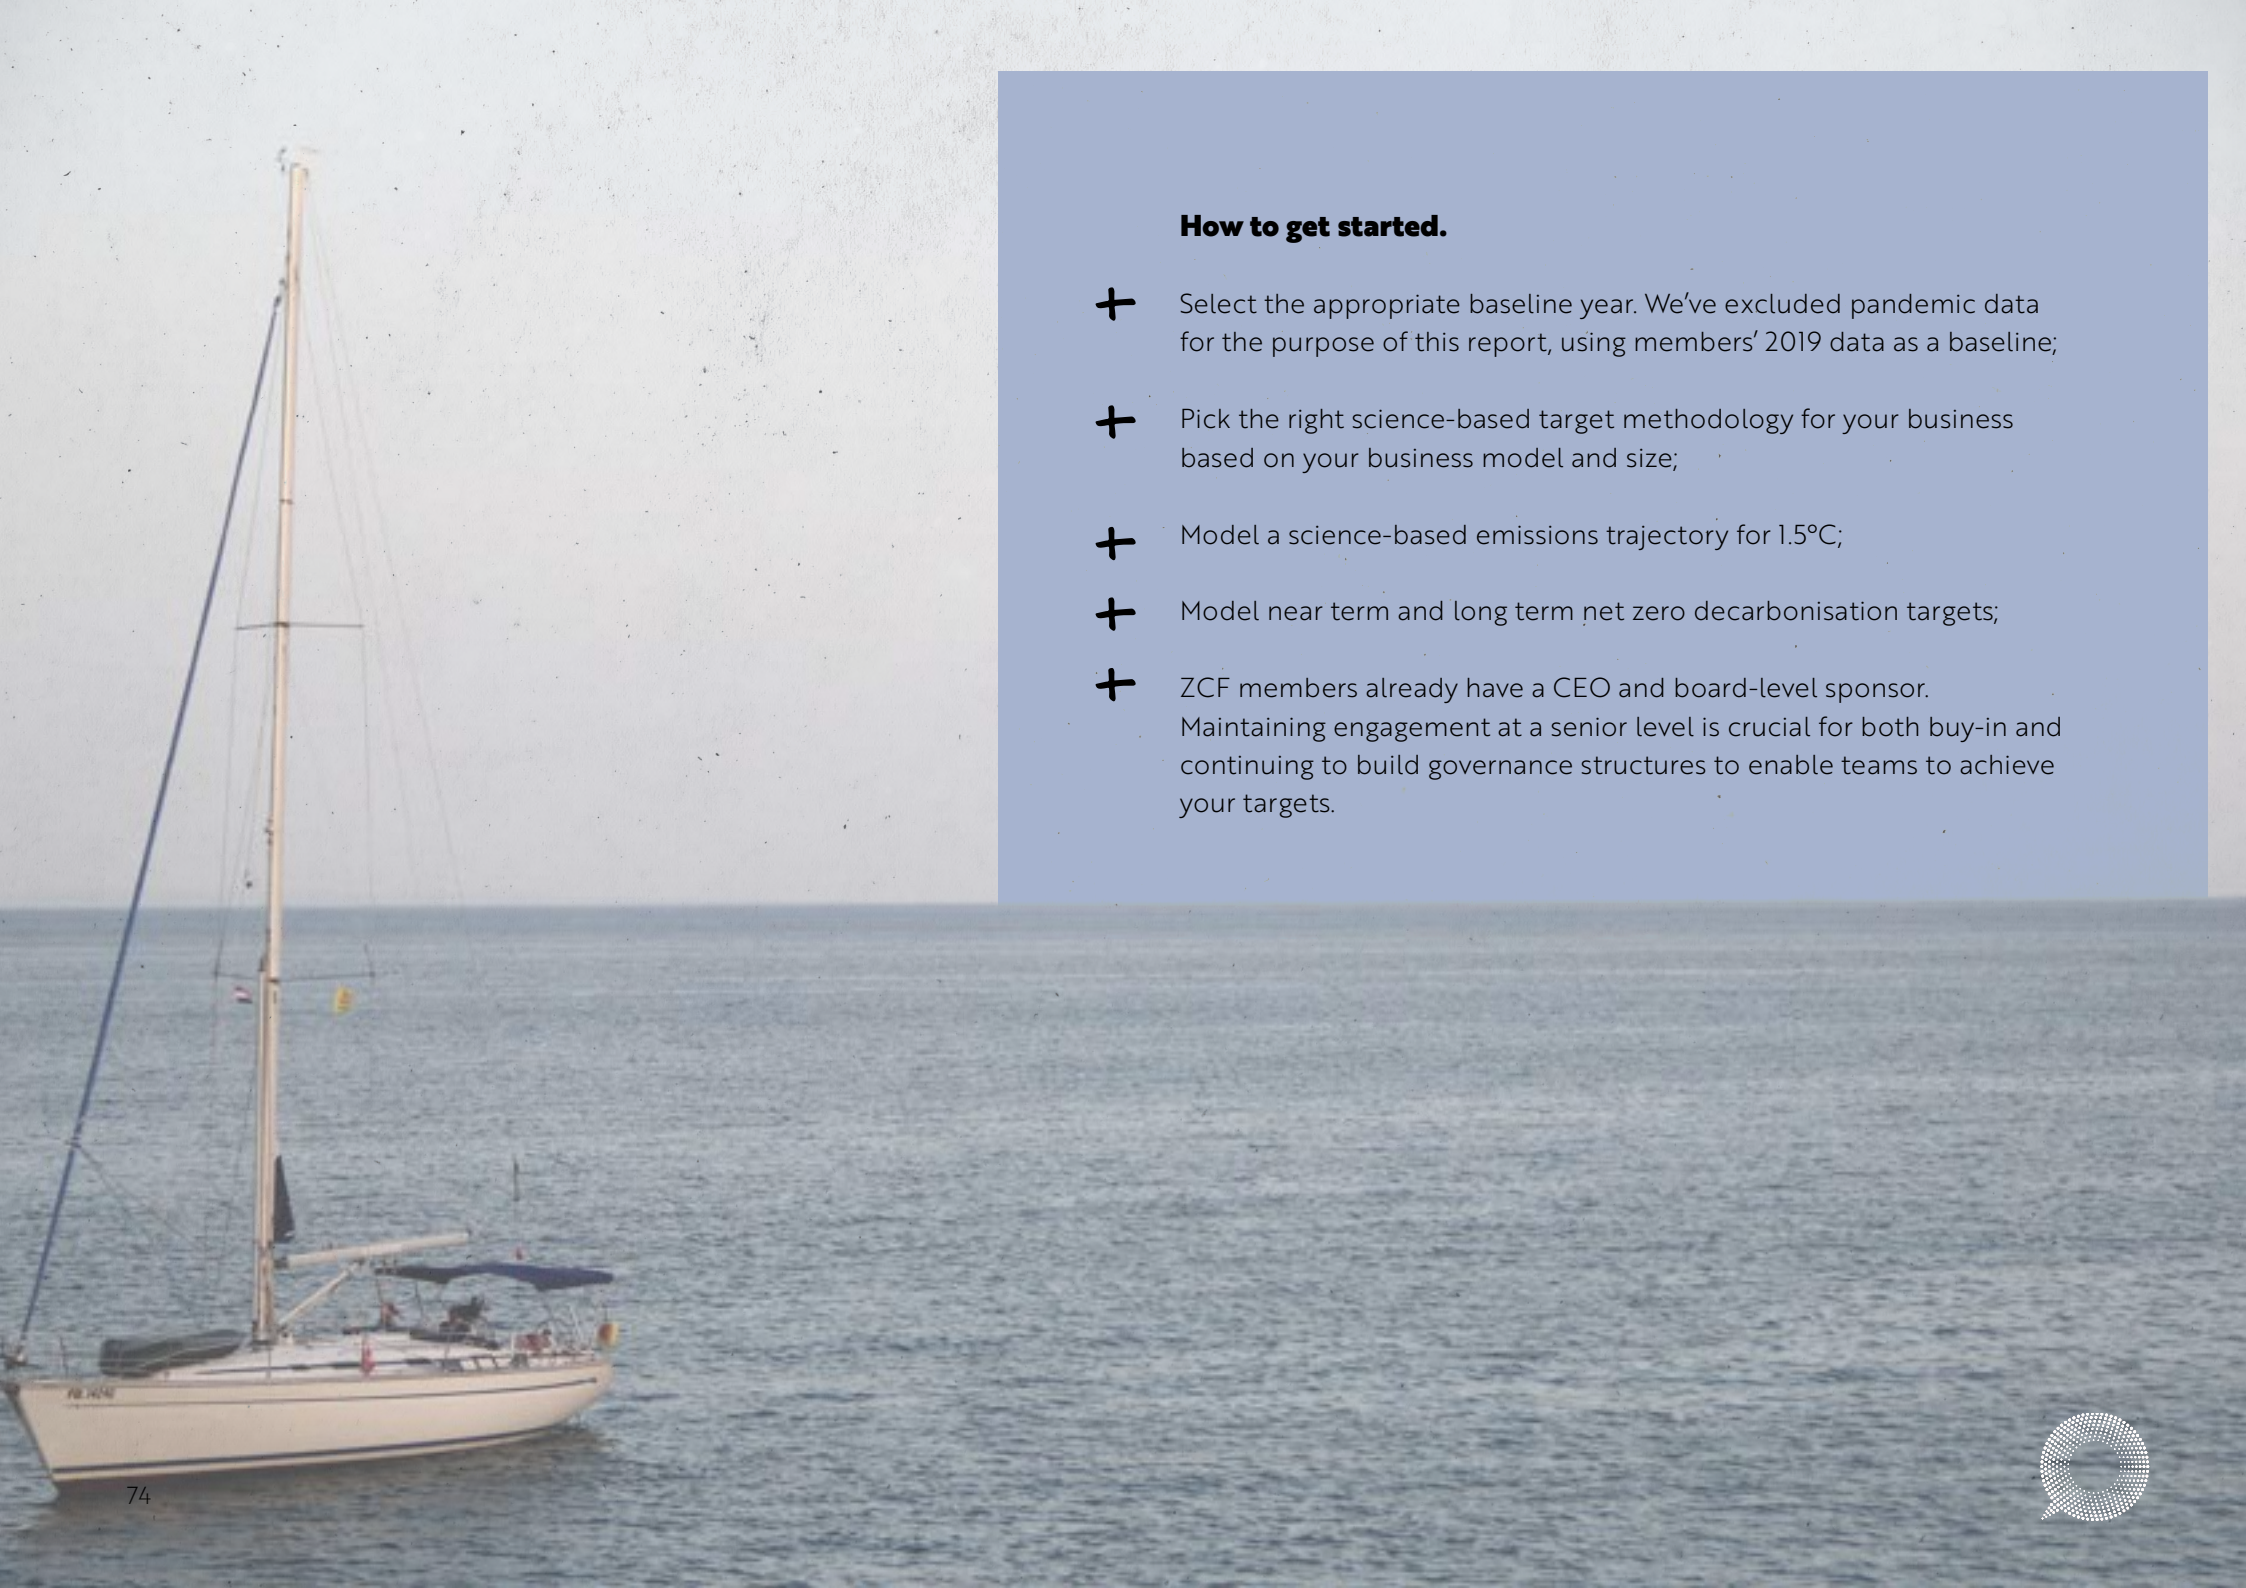 How to get started.
Select the appropriate baseline year. We've excluded pandemic data
for the purpose of this report, using members' 2019 data as a baseline;
Pick the right science-based target methodology for your business
based on your business model and size;
Model a science-based emissions trajectory for 1.5°C;
Model near term and long term net zero decarbonisation targets;
ZCF members already have a CEO and board-level sponsor.
Maintaining engagement at a senior level is crucial for both buy-in and
continuing to build governance structures to enable teams to achieve
your targets.
74